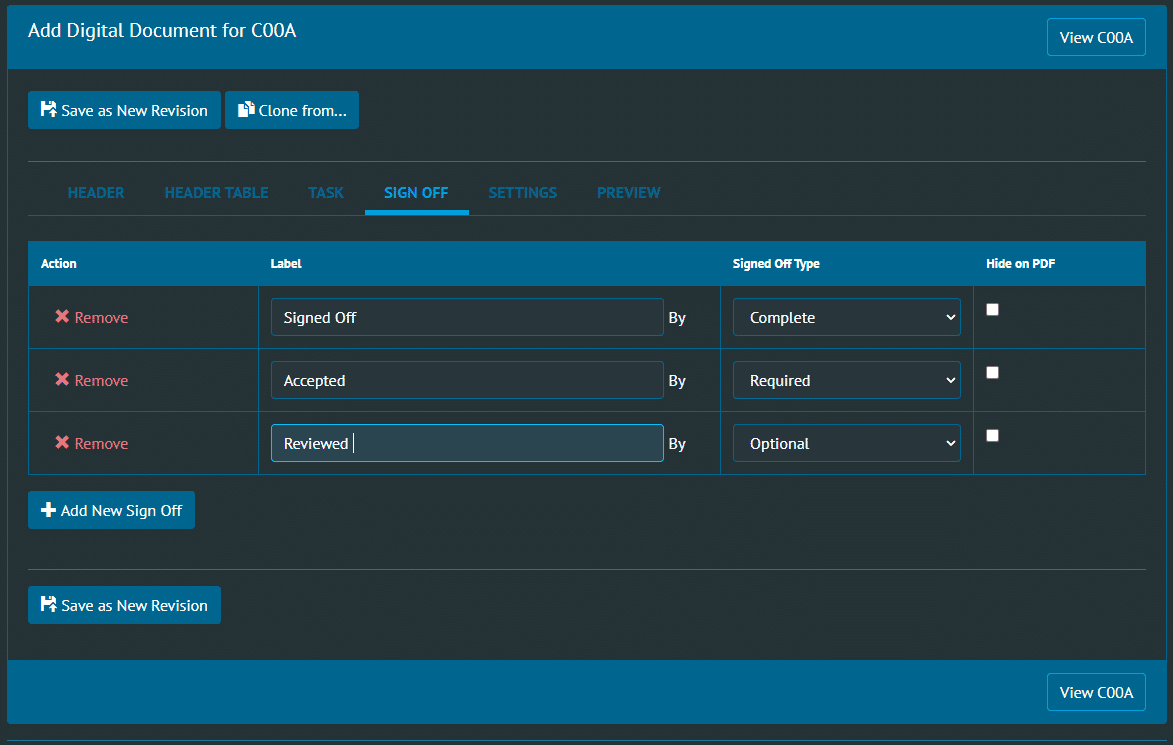 Add Digital Document for C00A
View C00A
Save as New Revision Clone from...
HEADER HEADER TABLE TASK SIGN OFF SETTINGS PREVIEW
Action Label Signed Off Type Hide on PDF
Remove Signed Off By Complete
Remove Accepted By Required
Remove Reviewed By Optional
Add New Sign Off
Save as New Revision
View C00A